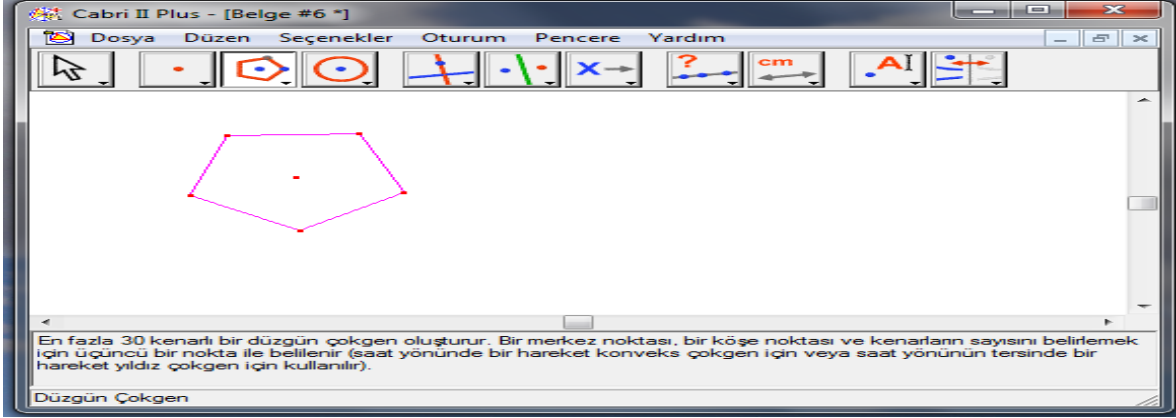 Cabri II Plus - [Belge #6 *]
Dosya Düzen Seçenekler Oturum Pencere Yardım
? cm A
En fazla 30 kenarlı bir düzgün çokgen oluşturur. Bir merkez noktası, bir köşe noktası ve kenarların sayısını belirlemek
için üçüncü bir nokta ile belilenir (saat yönünde bir hareket konveks çokgen için veya saat yönünün tersinde bir
hareket yıldız çokgen için kullanılır).
Düzgün Çokgen